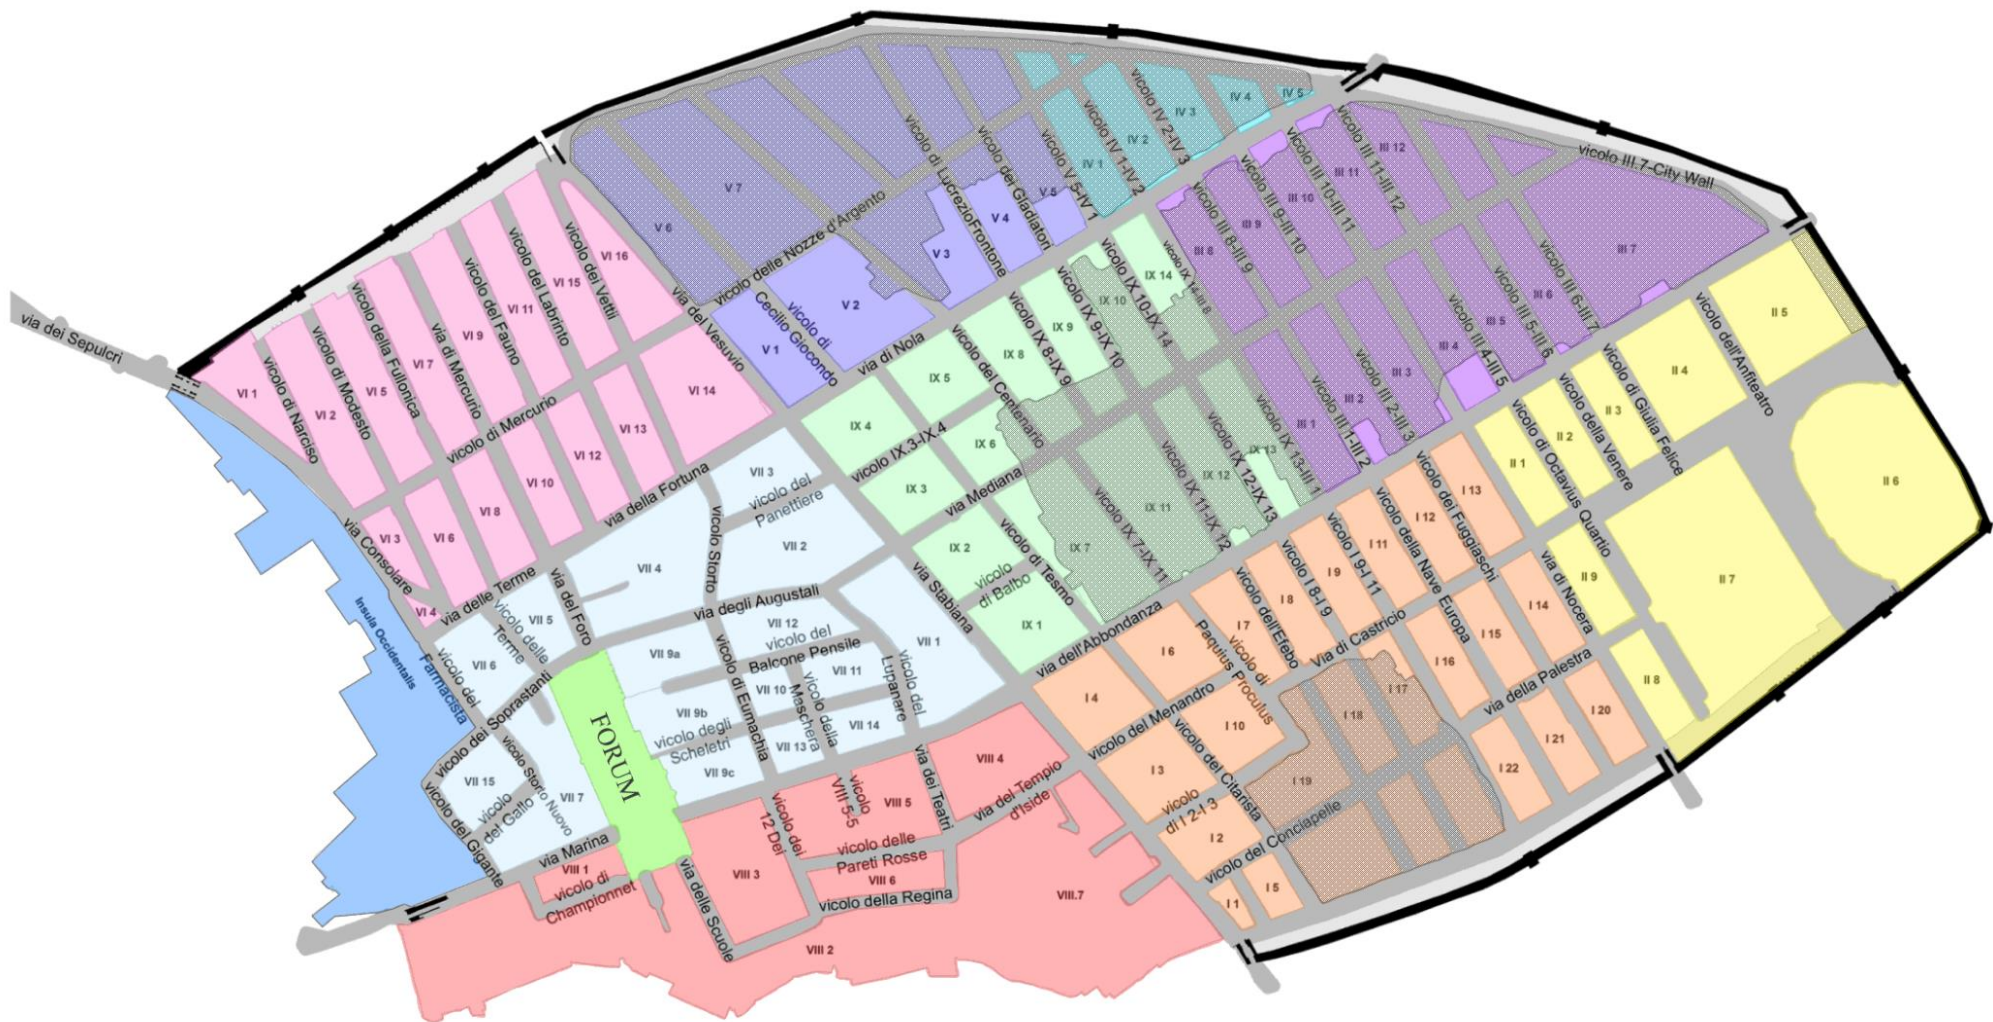 via dei Sepulcri
VI 1
vicolo di Narciso
VI 2
vicolo di Modesto
VI 5
vicolo della Fullonica
VI 7
via di Mercurio
VI 9
vicolo del Fauno
VI 11
vicolo del Labrinto
VI 15
vicolo dei Vettii
VI 16
via del Vesuvio
VI 3
VI 4
VI 6
VI 8
VI 10
VI 12
VI 13
VI 14
vicolo di Mercurio
via Consolare
via delle Terme
via della Fortuna
V 6
V 7
vicolo delle Nozze d'Argento
vicolo di
LucrezioFrontone
vicolo dei Gladiatori
V 1
Cecilio Giocondo
vicolo di
V 2
V 3
V 4
V 5
vicolo V 5-IV 1
via di Nola
IV 1
vicolo IV 1-IV 2
IV 2
vicolo IV 2-IV 3
IV 3
IV 4
IV 5
III 8
vicolo III 8-III 9
III 9
vicolo III 9-III 10
III 10
vicolo III 10-III 11
III 11
vicolo III 11-III 12
III 12
vicolo III.7-City Wall
III 7
vicolo III 6-III 7
III 6
vicolo III 5-III 6
III 5
vicolo III 4-III 5
III 4
III 3
vicolo III 2-III 3
III 2
vicolo III 1-III 2
III 1
vicolo IX 13-III 1
vicolo IX 14-III 8
IX 14
vicolo IX 10-IX 14
IX 10
vicolo IX 9-IX 10
IX 9
vicolo IX 8-IX 9
IX 8
vicolo del Centenario
IX 5
IX 4
vicolo IX.3-IX.4
IX 6
IX 3
via Mediana
IX 2
vicolo
di Balbo
vicolo di Tesmo
IX 1
IX 7
vicolo IX 7-IX 11
IX 11
vicolo IX 11-IX 12
IX 12
vicolo IX 12-IX 13
IX 13
via Stabiana
via dell'Abbondanza
Insula Occidentalis
VII 3
vicolo del
Panettiere
vicolo Storto
VII 2
VII 4
via degli Augustali
via del Foro
VII 5
vicolo delle
Terme
VII 6
vicolo del
Farmacista
vicolo dei Soprastanti
VII 15
vicolo
del Gallo
vicolo Storto Nuovo
VII 7
vicolo del Gigante
via Marina
FORUM
VII 9a
VII 9b
VII 9c
vicolo degli
Scheletri
vicolo di Eumachia
VII 12
vicolo del
Balcone Pensile
VII 10
VII 11
vicolo della
Maschera
VII 13
VII 14
VII 1
vicolo del
Lupanare
VIII 1
vicolo di
Championnet
via delle Scuole
VIII 2
VIII 3
vicolo dei
12 Dei
vicolo
VIII 5-5
VIII 5
vicolo delle
Pareti Rosse
VIII 6
vicolo della Regina
via dei Teatri
VIII 4
via del Tempio
d'Iside
VIII.7
I 4
I 6
Paquius Proculus
vicolo di
I 7
vicolo dell'Efebo
I 8
vicolo I 8-I 9
I 9
vicolo I 9-I 11
I 11
vicolo della Nave Europa
I 12
vicolo dei Fuggiaschi
I 13
via di Castricio
vicolo del Menandro
I 3
I 10
vicolo del Citarista
vicolo
di I 2-I 3
I 2
vicolo del Conciapelle
I 1
I 5
I 19
I 18
I 17
I 16
I 15
I 14
via di Nocera
via della Palestra
I 22
I 21
I 20
II 1
vicolo di Octavius Quartio
II 2
vicolo della Venere
II 3
vicolo di Giulia Felice
II 4
vicolo dell'Anfiteatro
II 5
II 6
II 7
II 8
II 9